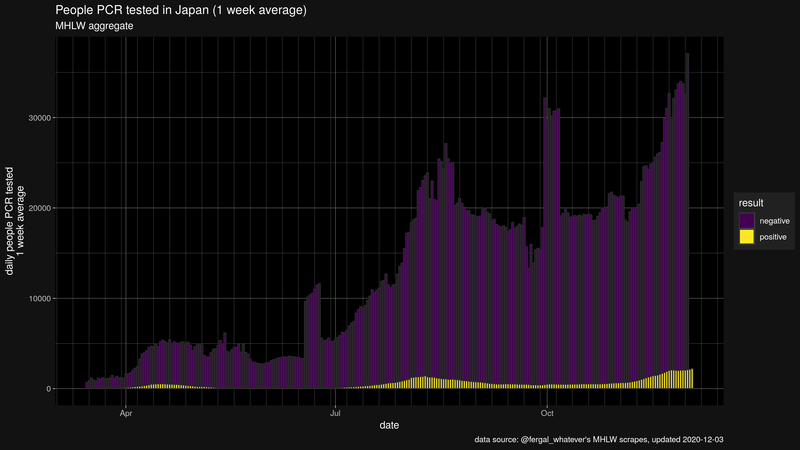 People PCR tested in Japan (1 week average)
MHLW aggregate
daily people PCR tested
1 week average
30000
20000
10000
0
Apr
Jul
Oct
date
result
negative
positive
data source: @fergal_whatever's MHLW scrapes, updated 2020-12-03